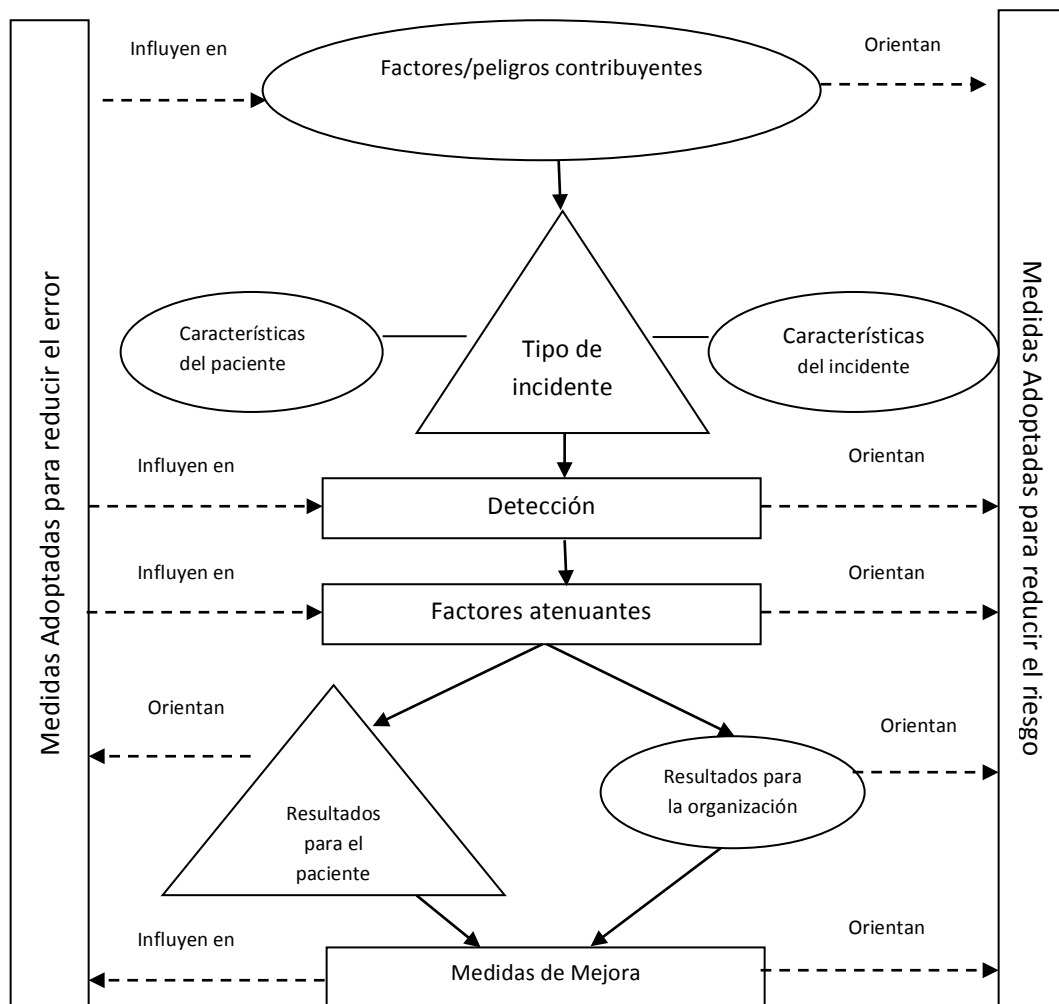 Influyen en
Factores/peligros contribuyentes
Orientan
Medidas Adoptadas para reducir el error
Medidas Adoptadas para reducir el riesgo
Características
del paciente
Tipo de
incidente
Características
del incidente
Influyen en
Detección
Orientan
Influyen en
Factores atenuantes
Orientan
Orientan
Resultados
para el
paciente
Resultados para
la organización
Orientan
Influyen en
Medidas de Mejora
Orientan